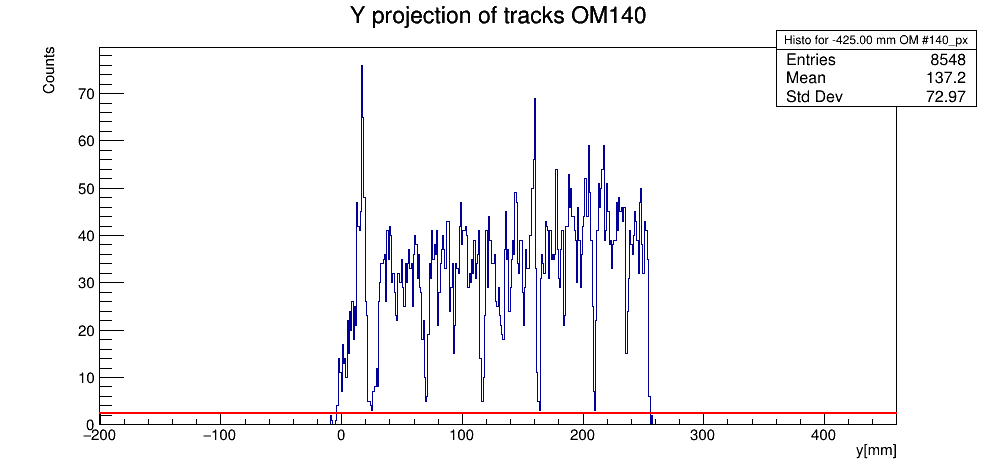 Y projection of tracks OM140
Histo for -425.00 mm OM #140_px
Entries 8548
Mean 137.2
Std Dev 72.97
Counts
70
60
50
40
30
20
10
0
−200 −100 0 100 200 300 400
y[mm]